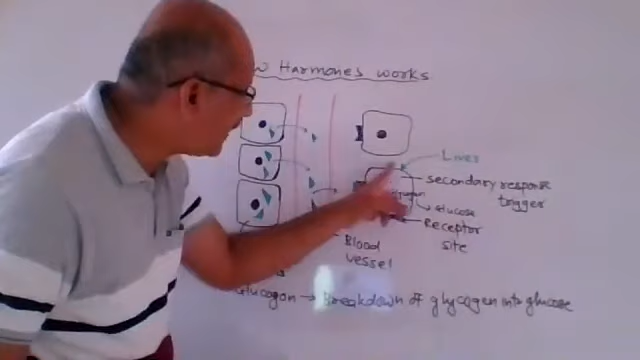 w Harmones works
Liver
secondary response
trigger
Glucose
Receptor
site
Blood
vessel
Glucagon → Breakdown of glycogen into glucose